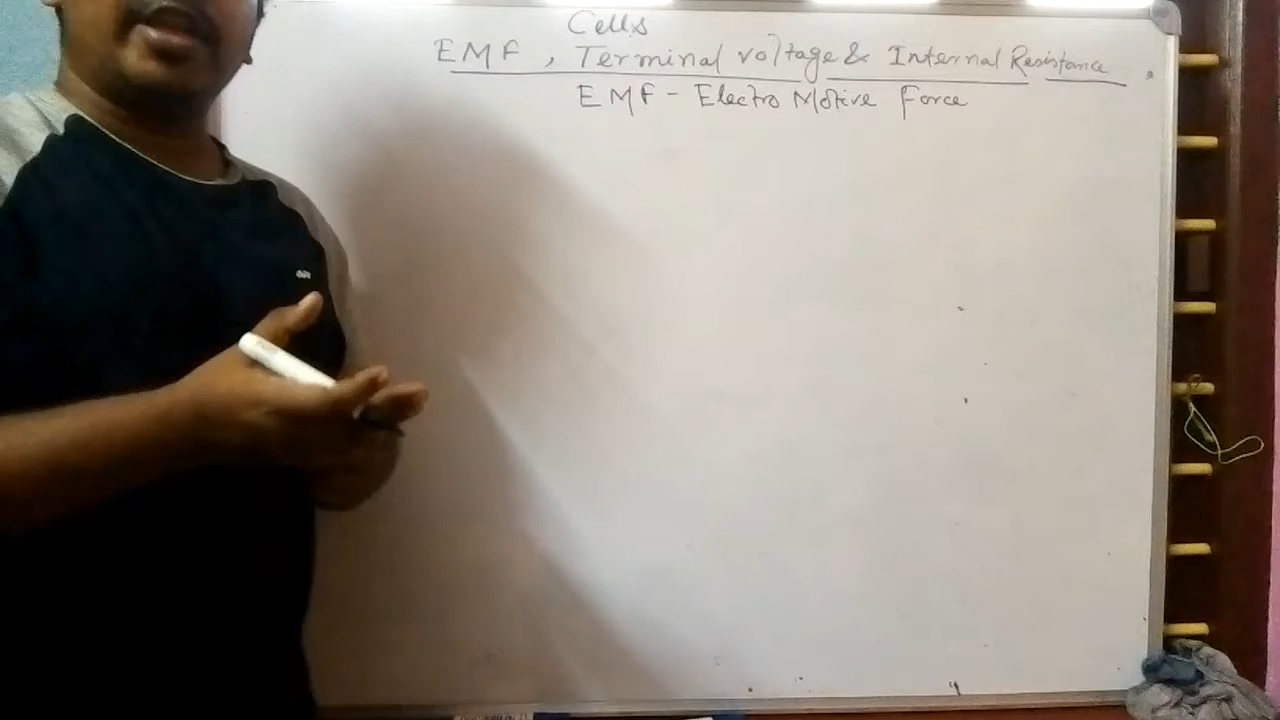 Cells
EMF, Terminal voltage & Internal Resistance.
EMF - Electro Motive Force